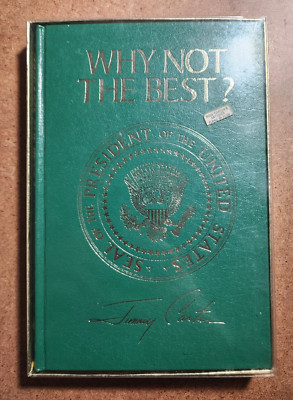 WHY NOT
THE BEST?
SEAL OF THE PRESIDENT OF THE UNITED STATES
Jimmy Carter